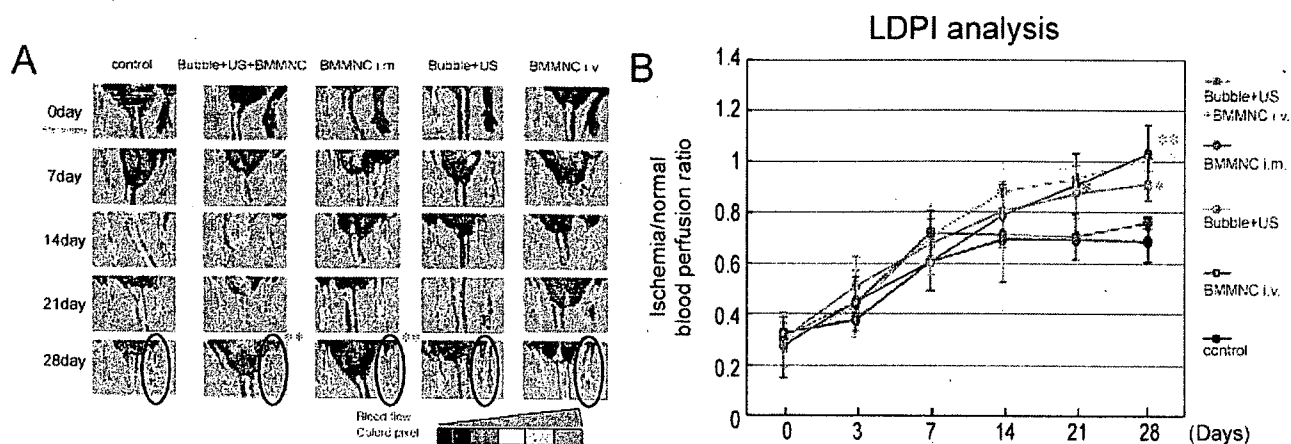 A
control Bubble+US+BMMNC BMMNC i.m Bubble+US BMMNC i.v
0day
7day
14day
21day
28day
**
**
Blood flow
Colord pixel
LDPI analysis
B
Ischemia/normal
blood perfusion ratio
1.4
1.2
1
0.8
0.6
0.4
0.2
0
0 3 7 14 21 28 (Days)
**
*
*
Bubble+US
+BMMNC i.v.
BMMNC i.m.
Bubble+US
BMMNC i.v.
control